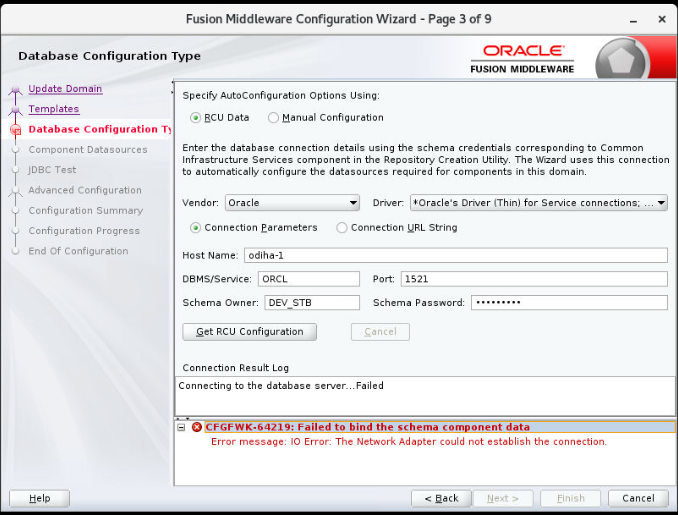 Fusion Middleware Configuration Wizard - Page 3 of 9
Database Configuration Type
ORACLE
FUSION MIDDLEWARE
Update Domain
Templates
Database Configuration Ty
Component Datasources
JDBC Test
Advanced Configuration
Configuration Summary
Configuration Progress
End Of Configuration
Specify AutoConfiguration Options Using:
RCU Data Manual Configuration
Enter the database connection details using the schema credentials corresponding to Common
Infrastructure Services component in the Repository Creation Utility. The Wizard uses this connection
to automatically configure the datasources required for components in this domain.
Vendor: Oracle Driver: *Oracle's Driver (Thin) for Service connections; ...
Connection Parameters Connection URL String
Host Name: odiha-1
DBMS/Service: ORCL Port: 1521
Schema Owner: DEV_STB Schema Password: •••••••••
Get RCU Configuration Cancel
Connection Result Log
Connecting to the database server...Failed
CFGFWK-64219: Failed to bind the schema component data
Error message: IO Error: The Network Adapter could not establish the connection.
Help < Back Next > Finish Cancel